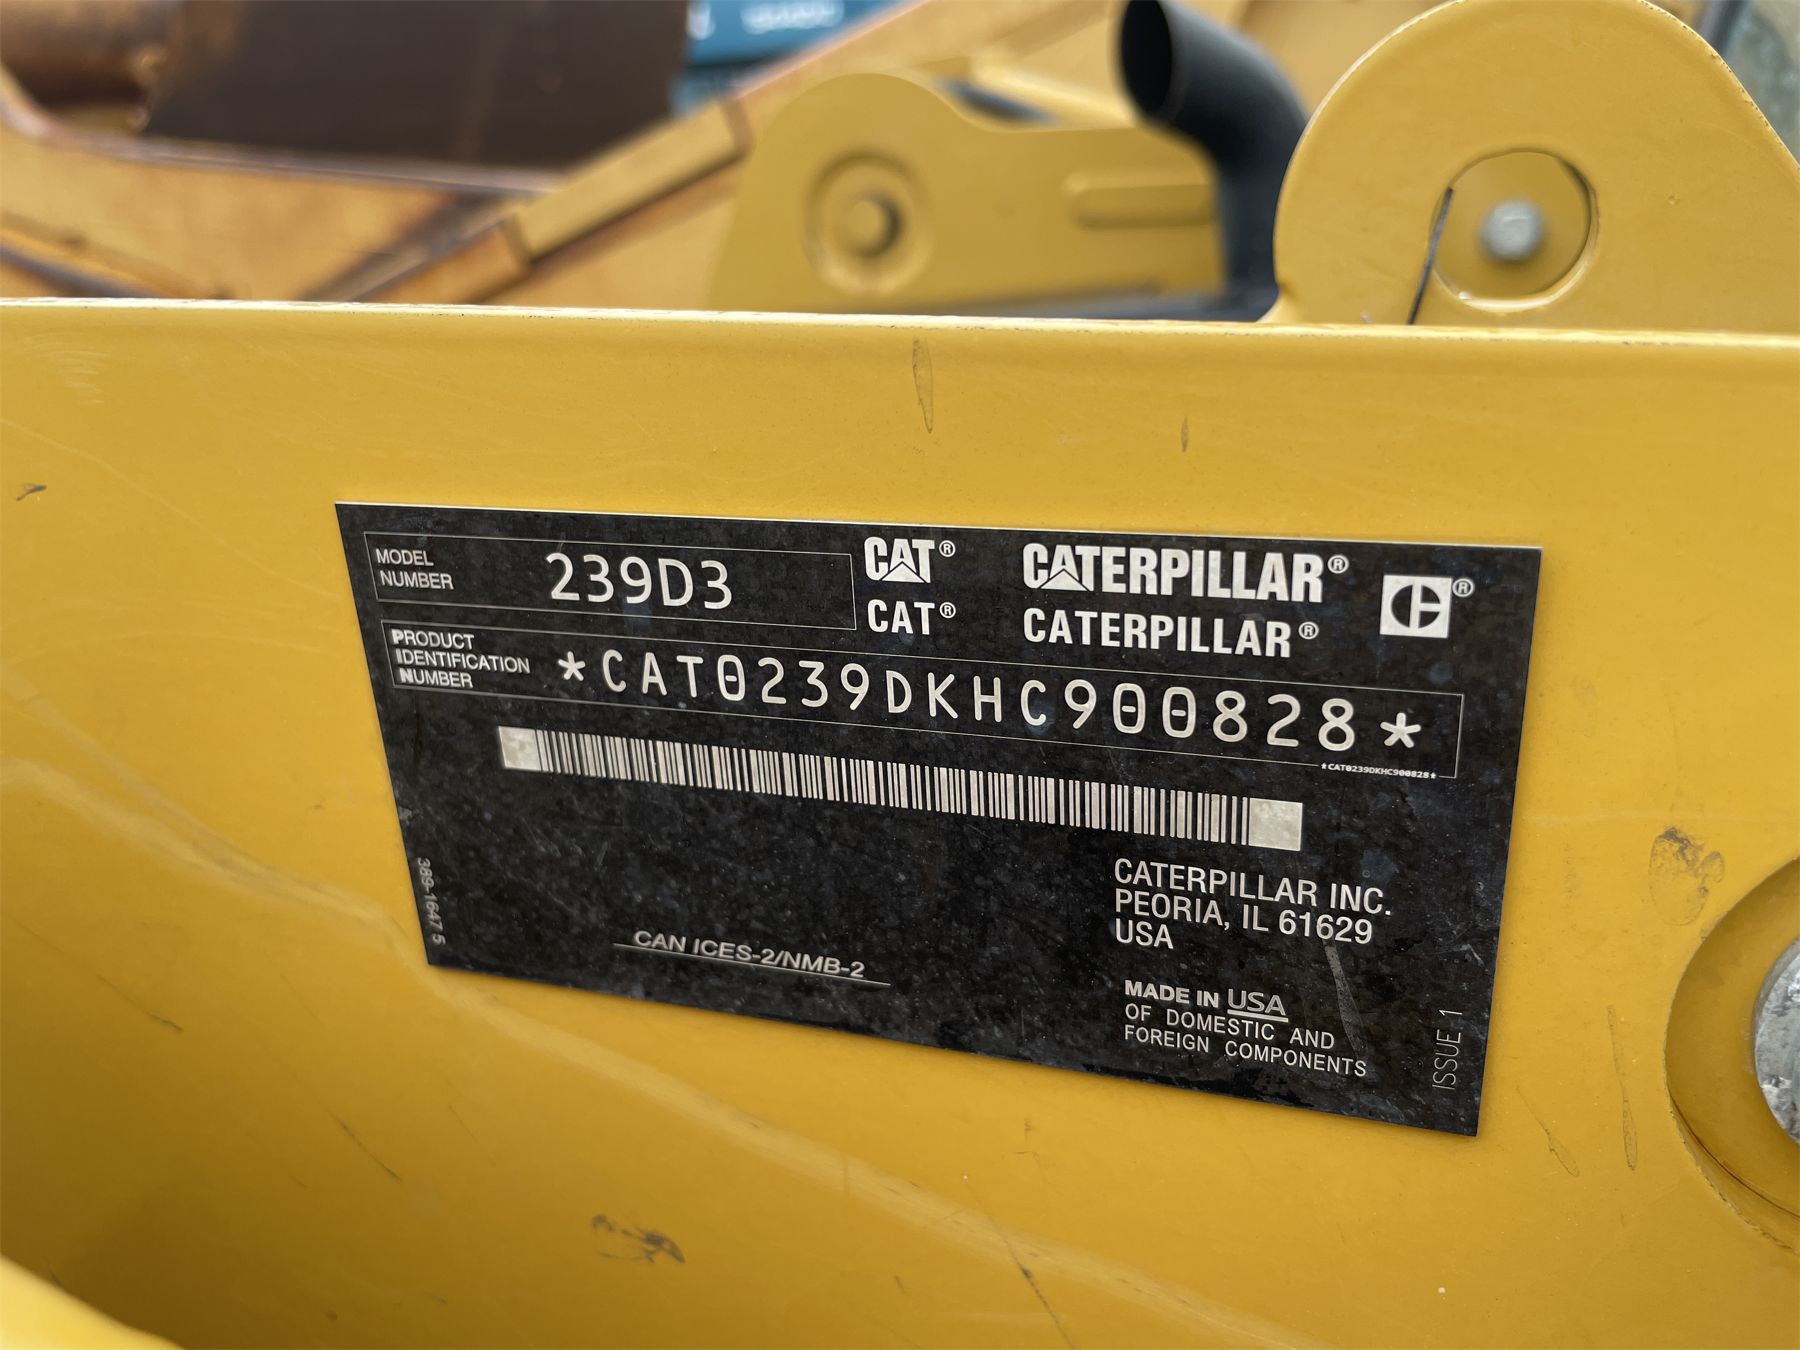 MODEL
NUMBER
239D3
CAT®
CAT®
CATERPILLAR®
CATERPILLAR®
®
PRODUCT
IDENTIFICATION
NUMBER
*CAT0239DKHC900828*
*CAT0239DKHC900828*
CATERPILLAR INC.
PEORIA, IL 61629
USA
389-1647 5
CAN ICES-2/NMB-2
MADE IN USA
OF DOMESTIC AND
FOREIGN COMPONENTS
ISSUE 1